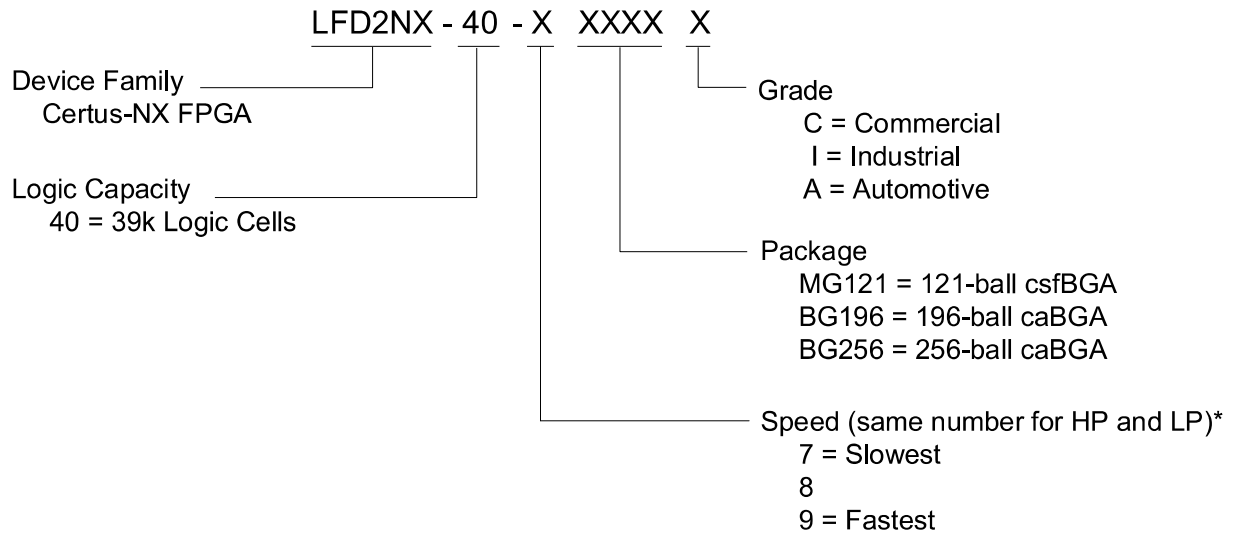 LFD2NX - 40 - X XXXX X
Device Family
Certus-NX FPGA
Logic Capacity
40 = 39k Logic Cells
Grade
C = Commercial
I = Industrial
A = Automotive
Package
MG121 = 121-ball csfBGA
BG196 = 196-ball caBGA
BG256 = 256-ball caBGA
Speed (same number for HP and LP)*
7 = Slowest
8
9 = Fastest